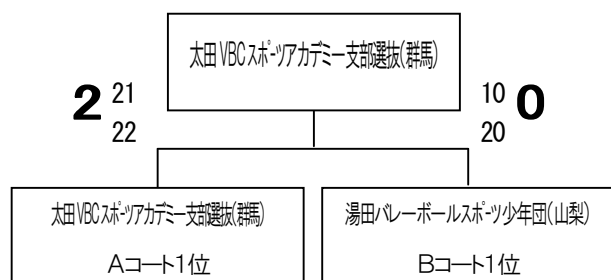 太田VBCスポーツアカデミー支部選抜(群馬)
2 21 10 0
22 20
太田VBCスポーツアカデミー支部選抜(群馬) 湯田バレーボールスポーツ少年団(山梨)
Aコート1位 Bコート1位